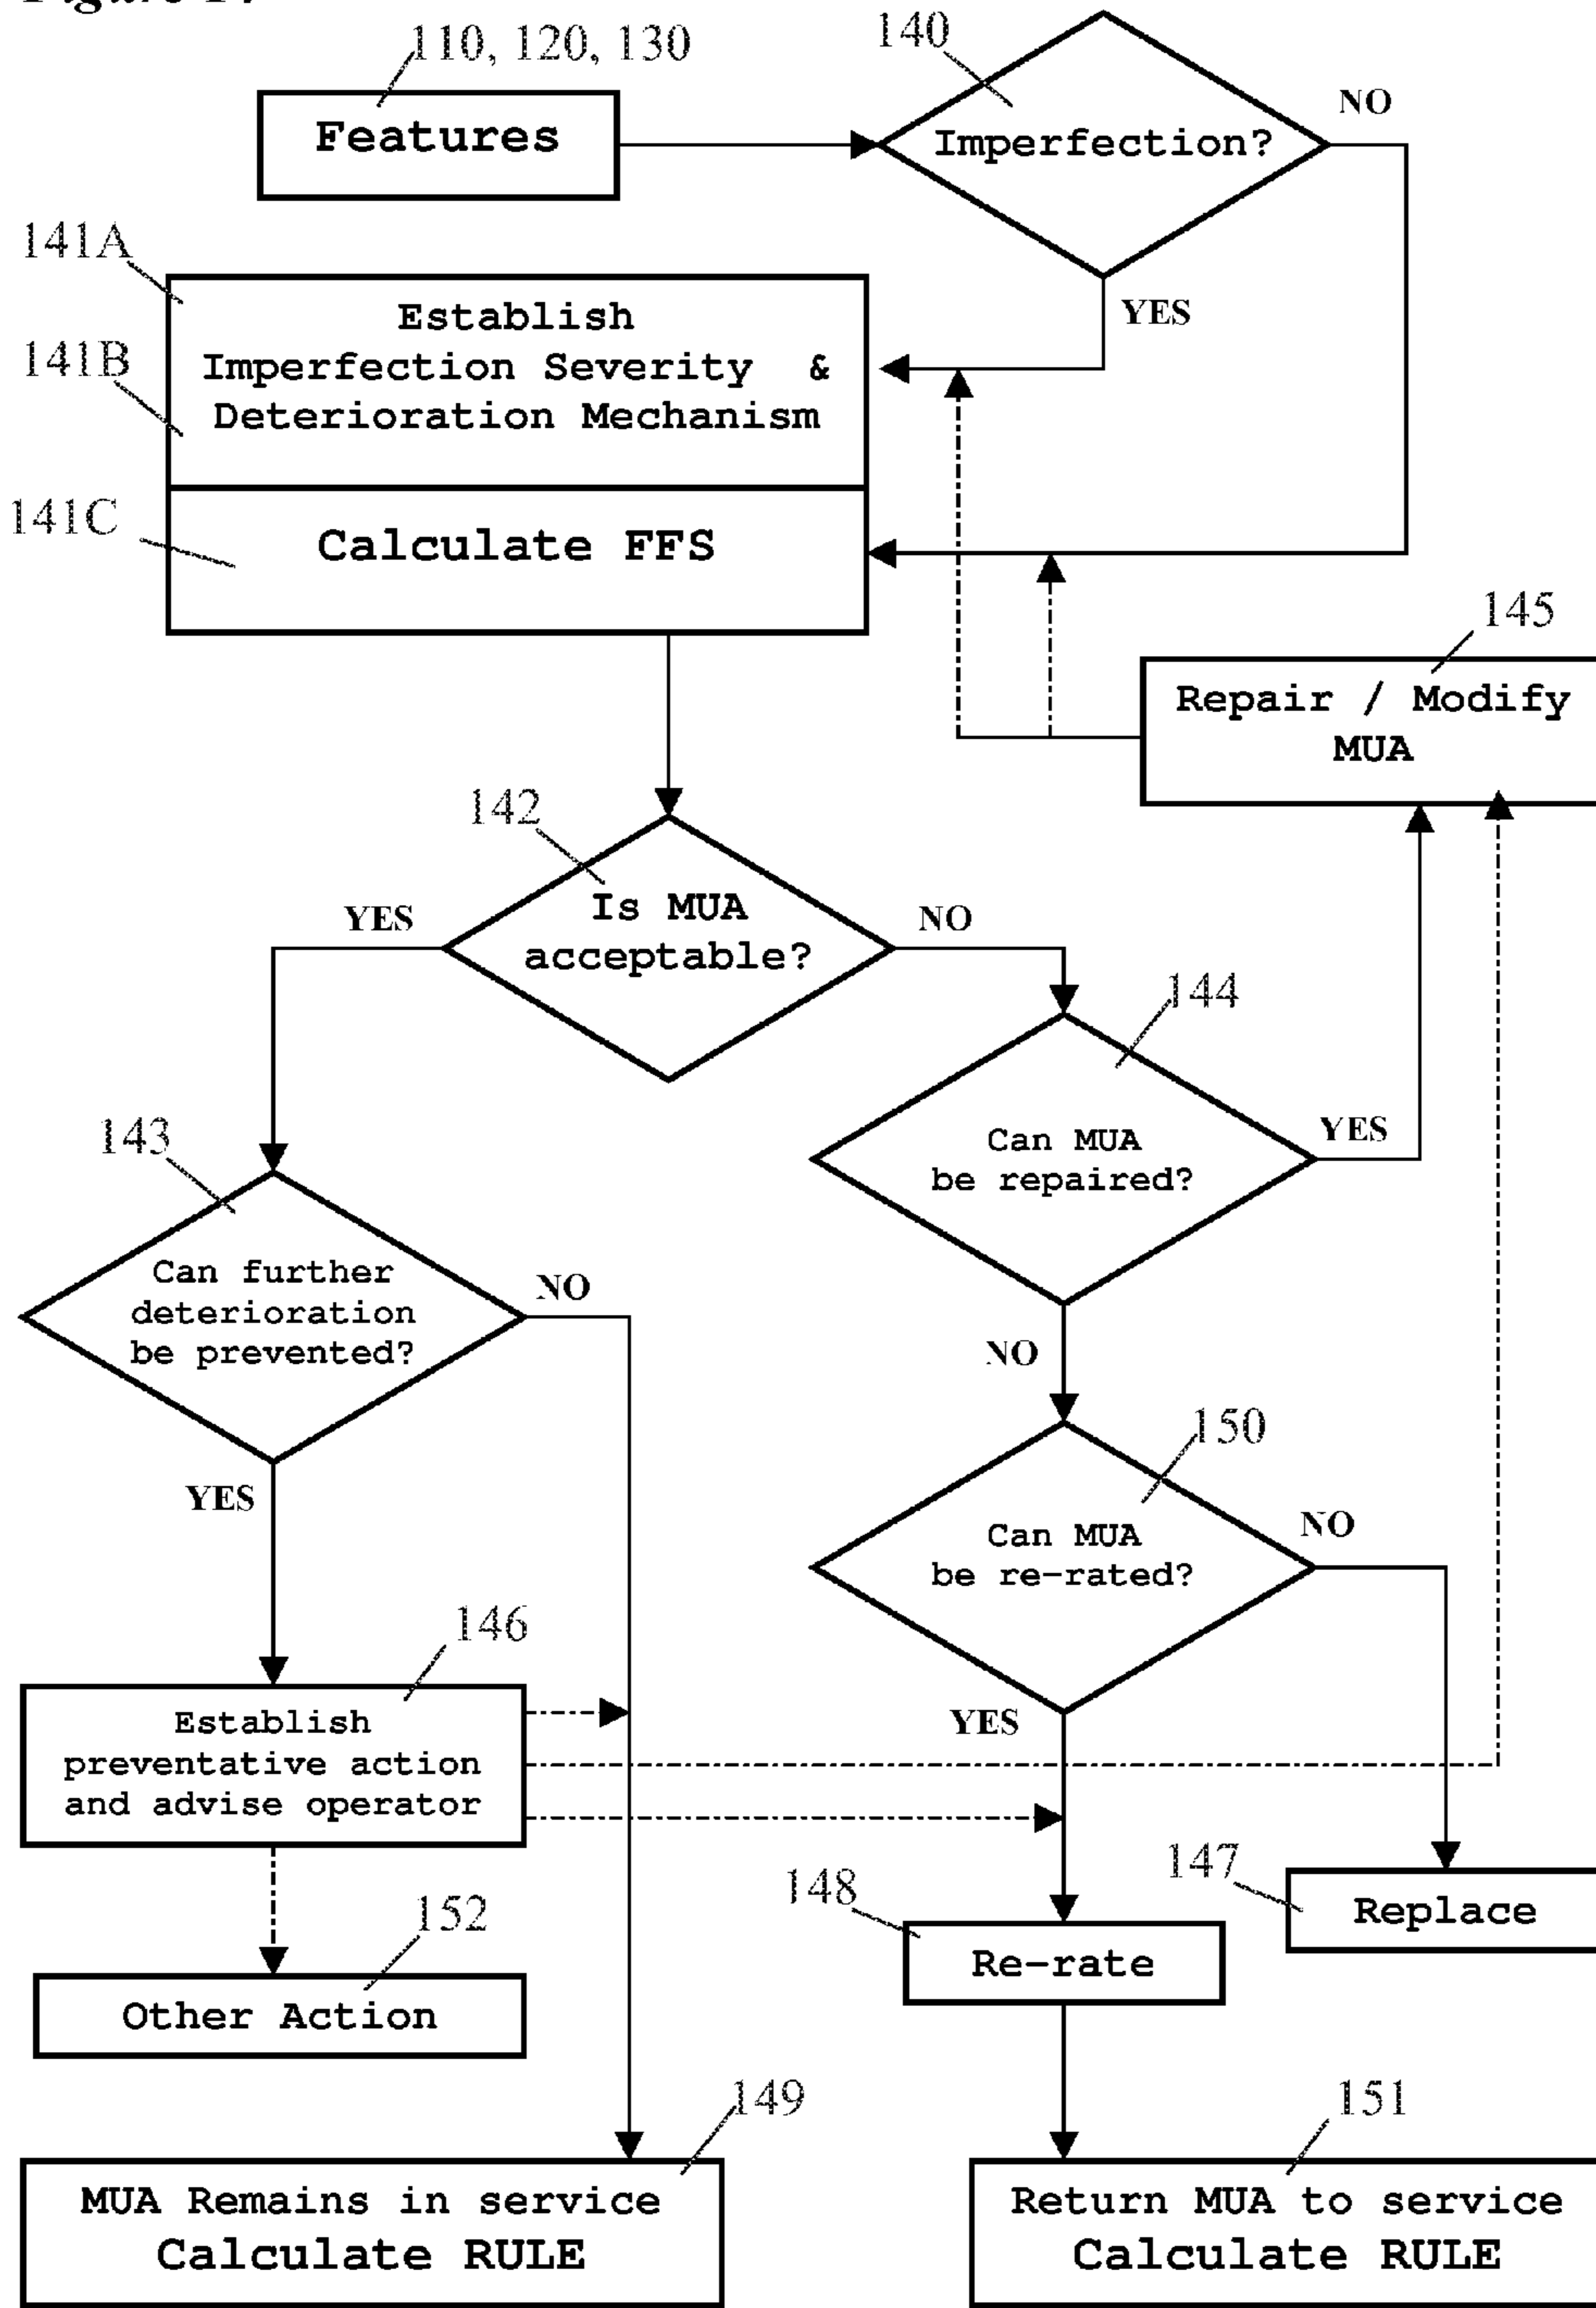 110, 120, 130
140
Features
Imperfection?
NO
YES
141A
141B
Establish
Imperfection Severity &
Deterioration Mechanism
141C
Calculate FFS
145
Repair / Modify
MUA
142
Is MUA
acceptable?
YES
NO
144
Can MUA
be repaired?
YES
NO
143
Can further
deterioration
be prevented?
NO
YES
150
Can MUA
be re-rated?
NO
YES
146
Establish
preventative action
and advise operator
147
Replace
148
Re-rate
152
Other Action
149
MUA Remains in service
Calculate RULE
151
Return MUA to service
Calculate RULE